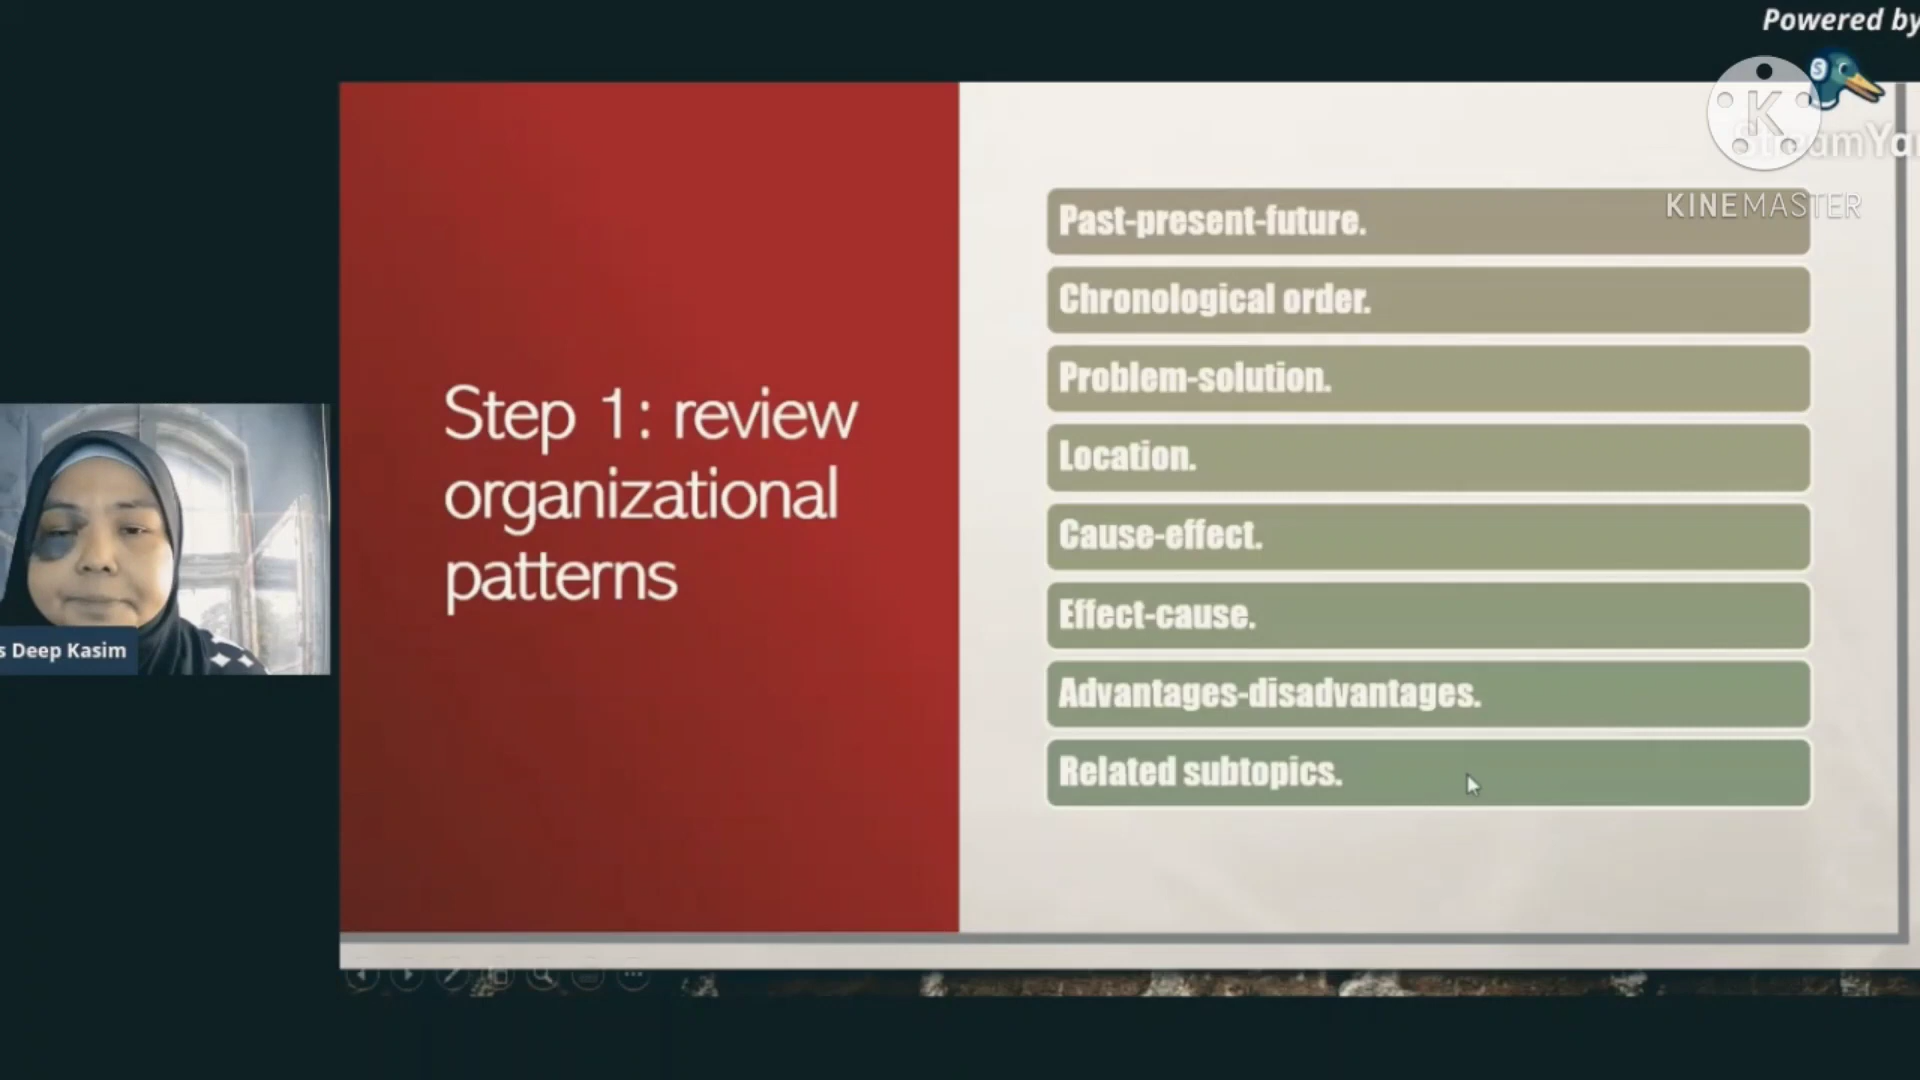 Powered by
StreamYa
KINEMASTER
Step 1: review
organizational
patterns
Past-present-future.
Chronological order.
Problem-solution.
Location.
Cause-effect.
Effect-cause.
Advantages-disadvantages.
Related subtopics.
s Deep Kasim